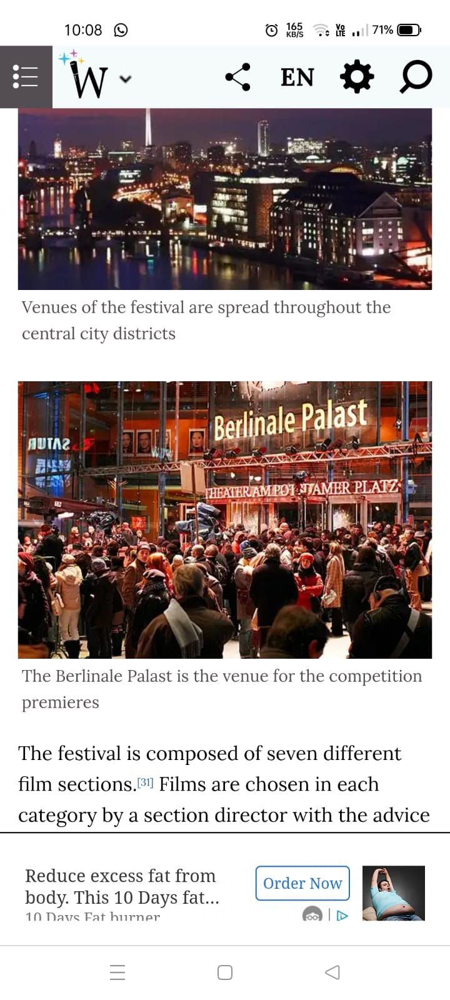 10:08
165
KB/S
Vo
LTE
71%
W
EN
Venues of the festival are spread throughout the
central city districts
Berlinale Palast
THEATER AM POTSDAMER PLATZ
The Berlinale Palast is the venue for the competition
premieres
The festival is composed of seven different
film sections.[31] Films are chosen in each
category by a section director with the advice
Reduce excess fat from
body. This 10 Days fat...
10 Days Fat burner
Order Now